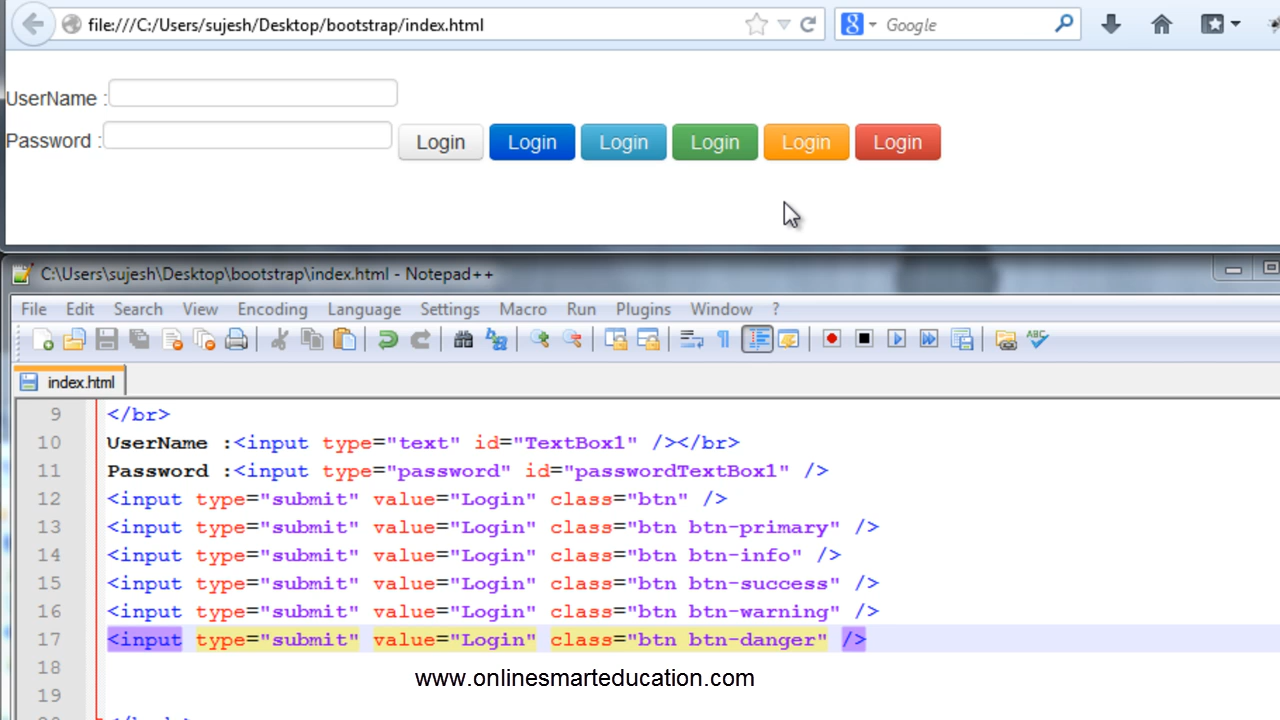 file:///C:/Users/sujesh/Desktop/bootstrap/index.html
Google
UserName :
Password : Login Login Login Login Login Login
C:\Users\sujesh\Desktop\bootstrap\index.html - Notepad++
File Edit Search View Encoding Language Settings Macro Run Plugins Window ?
index.html
9 </br>
10 UserName :<input type="text" id="TextBox1" /></br>
11 Password :<input type="password" id="passwordTextBox1" />
12 <input type="submit" value="Login" class="btn" />
13 <input type="submit" value="Login" class="btn btn-primary" />
14 <input type="submit" value="Login" class="btn btn-info" />
15 <input type="submit" value="Login" class="btn btn-success" />
16 <input type="submit" value="Login" class="btn btn-warning" />
17 <input type="submit" value="Login" class="btn btn-danger" />
18
www.onlinesmarteducation.com
19